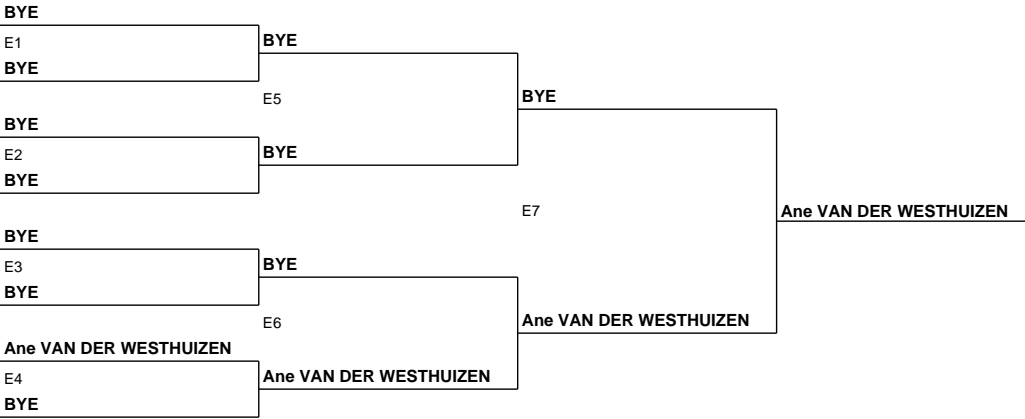 BYE
E1
BYE
BYE
E2
BYE
BYE
E3
BYE
Ane VAN DER WESTHUIZEN
E4
BYE
BYE
E5
BYE
BYE
E6
Ane VAN DER WESTHUIZEN
BYE
E7
Ane VAN DER WESTHUIZEN
Ane VAN DER WESTHUIZEN